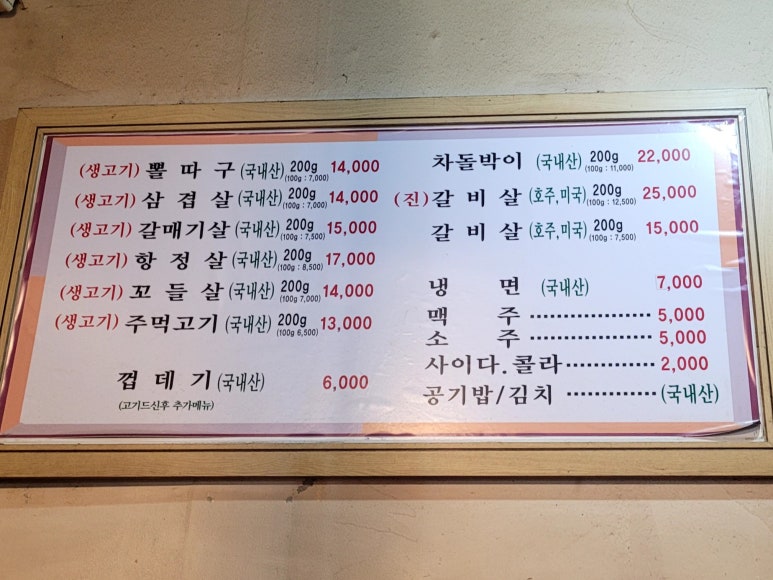 (생고기) 뽈 따 구 (국내산) 200g (100g : 7,000) 14,000
(생고기) 삼 겹 살 (국내산) 200g (100g : 7,000) 14,000
(생고기) 갈매기살 (국내산) 200g (100g : 7,500) 15,000
(생고기) 항 정 살 (국내산) 200g (100g : 8,500) 17,000
(생고기) 꼬 들 살 (국내산) 200g (100g 7,000) 14,000
(생고기) 주먹고기 (국내산) 200g (100g 6,500) 13,000
껍 데 기 (국내산) 6,000
(고기드신후 추가메뉴)
차돌박이 (국내산) 200g (100g : 11,000) 22,000
(진) 갈 비 살 (호주,미국) 200g (100g : 12,500) 25,000
갈 비 살 (호주,미국) 200g (100g : 7,500) 15,000
냉 면 (국내산) 7,000
맥 주 ·················· 5,000
소 주 ·················· 5,000
사이다.콜라 ············· 2,000
공기밥/김치 ············· (국내산)